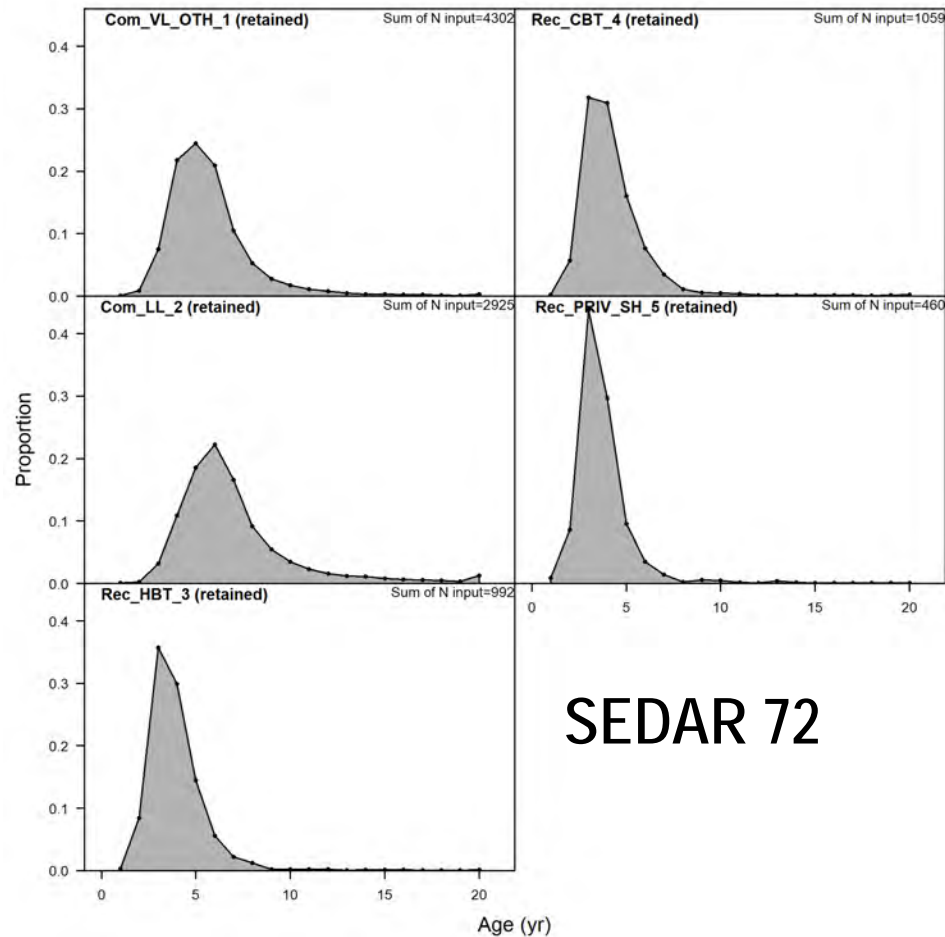 Com_VL_OTH_1 (retained) Sum of N input=4302
Rec_CBT_4 (retained) Sum of N input=1059
0.4
0.3
0.2
0.1
0.0
Com_LL_2 (retained) Sum of N input=2925
Rec_PRIV_SH_5 (retained) Sum of N input=460
0.4
0.3
0.2
0.1
0.0
Proportion
0 5 10 15 20
Rec_HBT_3 (retained) Sum of N input=992
0.4
0.3
0.2
0.1
0.0
0 5 10 15 20
SEDAR 72
Age (yr)